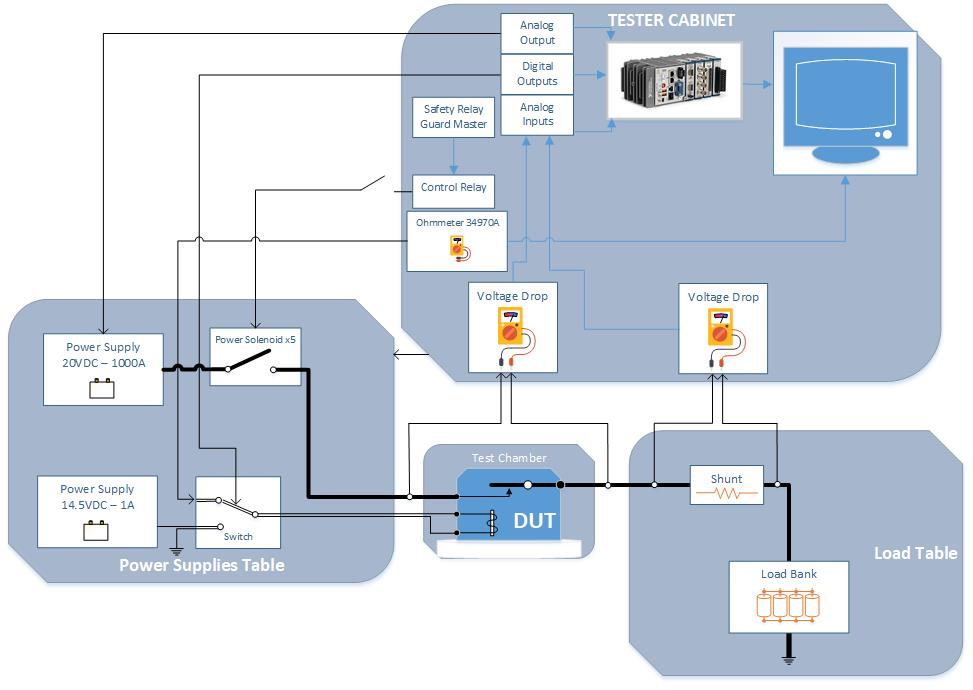 TESTER CABINET
Analog
Output
Digital
Outputs
Analog
Inputs
Safety Relay
Guard Master
Control Relay
Ohmmeter 34970A
Voltage Drop
Voltage Drop
Power Supply
20VDC – 1000A
Power Solenoid x5
Power Supply
14.5VDC – 1A
Switch
Power Supplies Table
Test Chamber
DUT
Shunt
Load Table
Load Bank